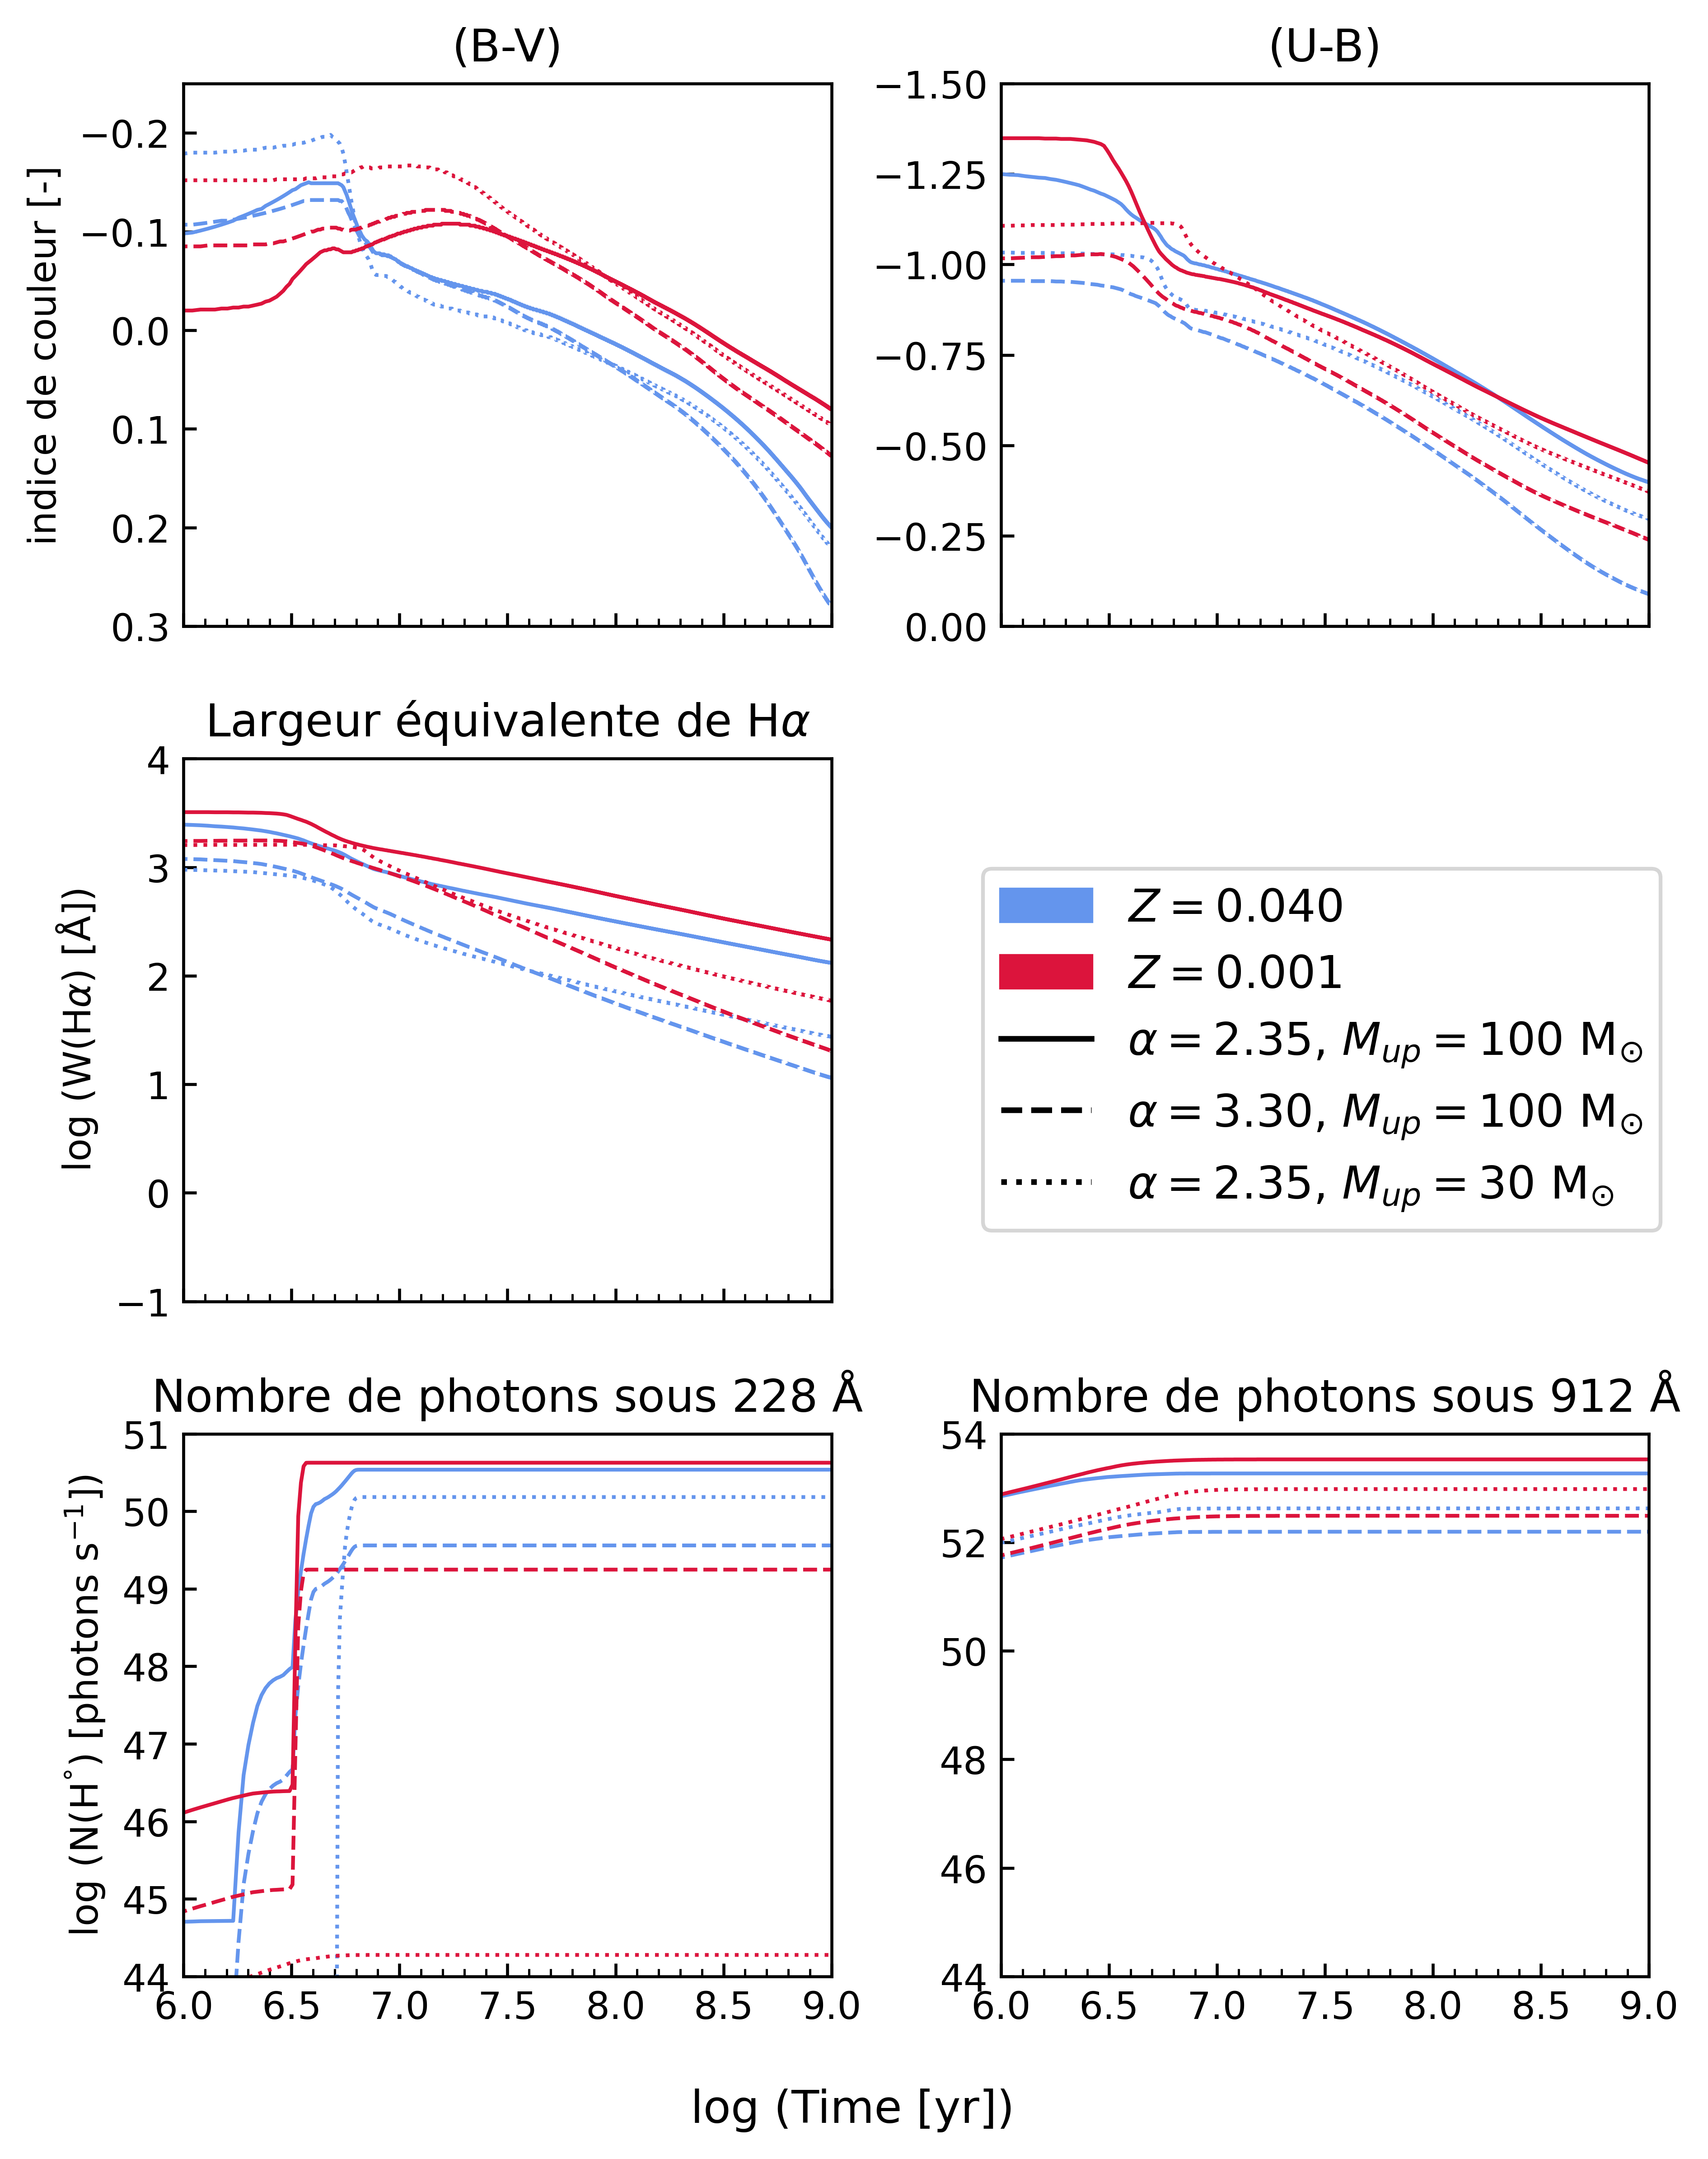 (B-V)
(U-B)
indice de couleur [-]
−0.2
−0.1
0.0
0.1
0.2
0.3
−1.50
−1.25
−1.00
−0.75
−0.50
−0.25
0.00
Largeur équivalente de Hα
log (W(Hα) [Å])
4
3
2
1
0
−1
Z = 0.040
Z = 0.001
α = 2.35, M_{up} = 100 M_⊙
α = 3.30, M_{up} = 100 M_⊙
α = 2.35, M_{up} = 30 M_⊙
Nombre de photons sous 228 Å
Nombre de photons sous 912 Å
log (N(H°) [photons s⁻¹])
51
50
49
48
47
46
45
44
54
52
50
48
46
44
6.0 6.5 7.0 7.5 8.0 8.5 9.0
6.0 6.5 7.0 7.5 8.0 8.5 9.0
log (Time [yr])